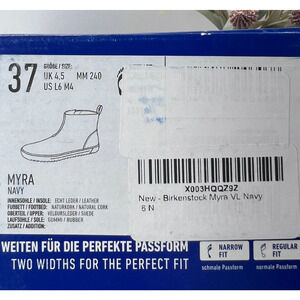 GRÖSSE / SIZE:
37
UK 4,5 MM 240
US L6 M4
MYRA
NAVY
INNENSOHLE / INSOLE: ECHT LEDER / LEATHER
FUSSBETT / FOOTBED: NATURKORK / NATURAL CORK
OBERTEIL / UPPER: VELOURSLEDER / SUEDE
LAUFSOHLE / SOLE: GUMMI / RUBBER
ZUSATZ / ADDITION:
X003HQQZ9Z
New - Birkenstock Myra VL Navy
6 N
WEITEN FÜR DIE PERFEKTE PASSFORM
TWO WIDTHS FOR THE PERFECT FIT
NARROW FIT
schmale Passform
REGULAR FIT
normale Passform